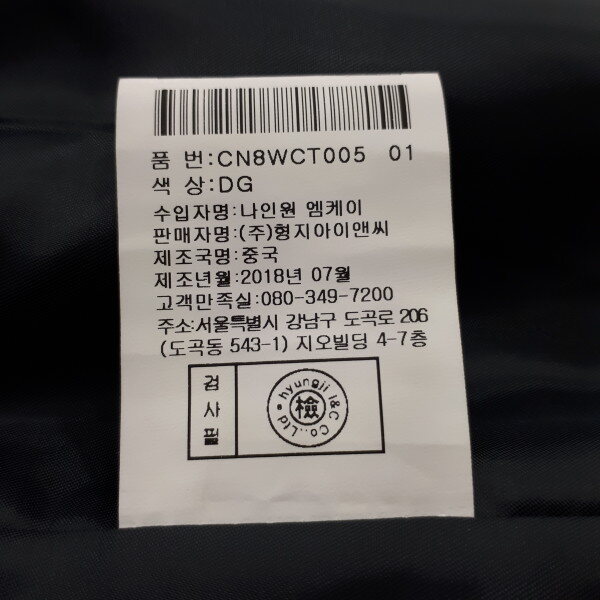 품 번:CN8WCT005 01
색 상:DG
수입자명:나인원 엠케이
판매자명:(주)형지아이앤씨
제조국명:중국
제조년월:2018년 07월
고객만족실:080-349-7200
주소:서울특별시 강남구 도곡로 206
(도곡동 543-1) 지오빌딩 4-7층
검사필
hyungji I&C Co.,Ltd
檢